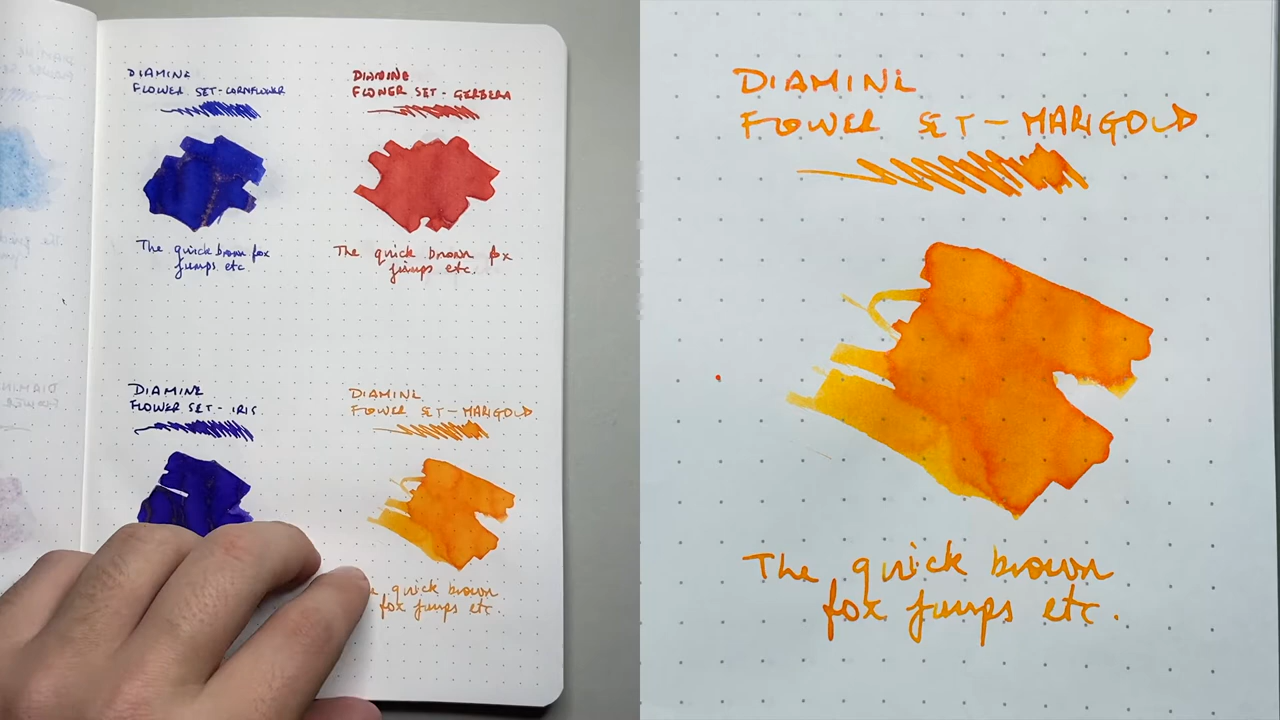 DIAMINE
FLOWER SET - CORNFLOWER
The quick brown fox
jumps etc.
DIAMINE
FLOWER SET - GERBERA
The quick brown fox
jumps etc.
DIAMINE
FLOWER SET - IRIS
DIAMINE
FLOWER SET - MARIGOLD
quick brown
fox jumps etc.
DIAMINE
FLOWER SET - MARIGOLD
The quick brown
fox jumps etc.